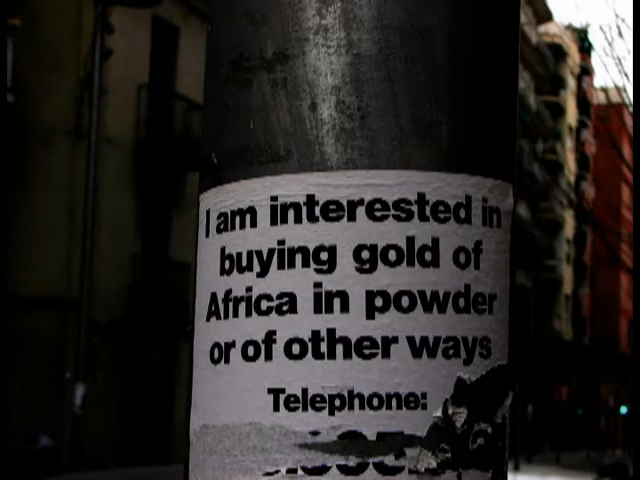 I am interested in
buying gold of
Africa in powder
or of other ways
Telephone: